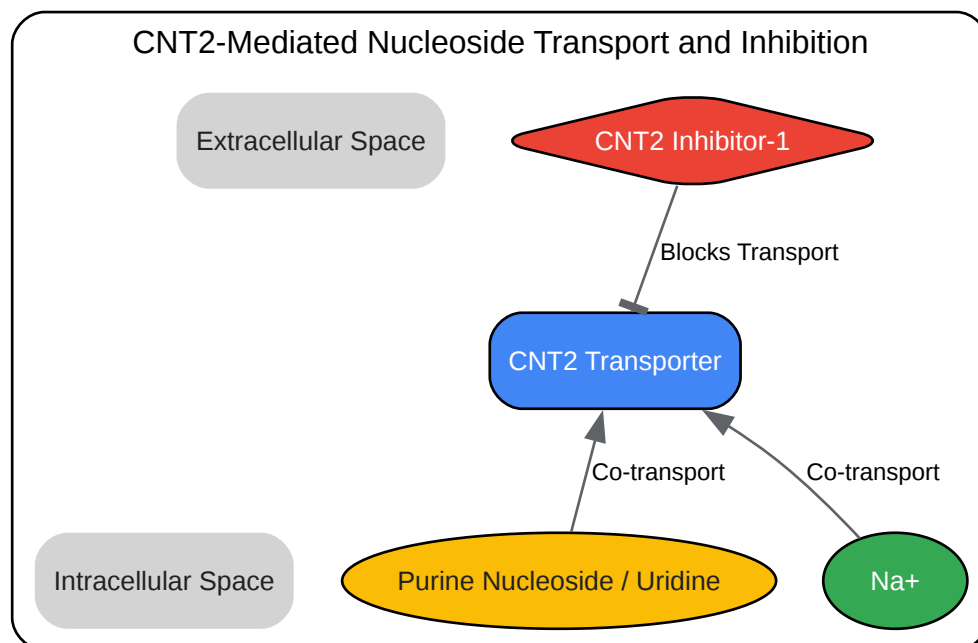 CNT2-Mediated Nucleoside Transport and Inhibition
Extracellular Space
CNT2 Inhibitor-1
Blocks Transport
CNT2 Transporter
Co-transport
Co-transport
Intracellular Space
Purine Nucleoside / Uridine
Na+